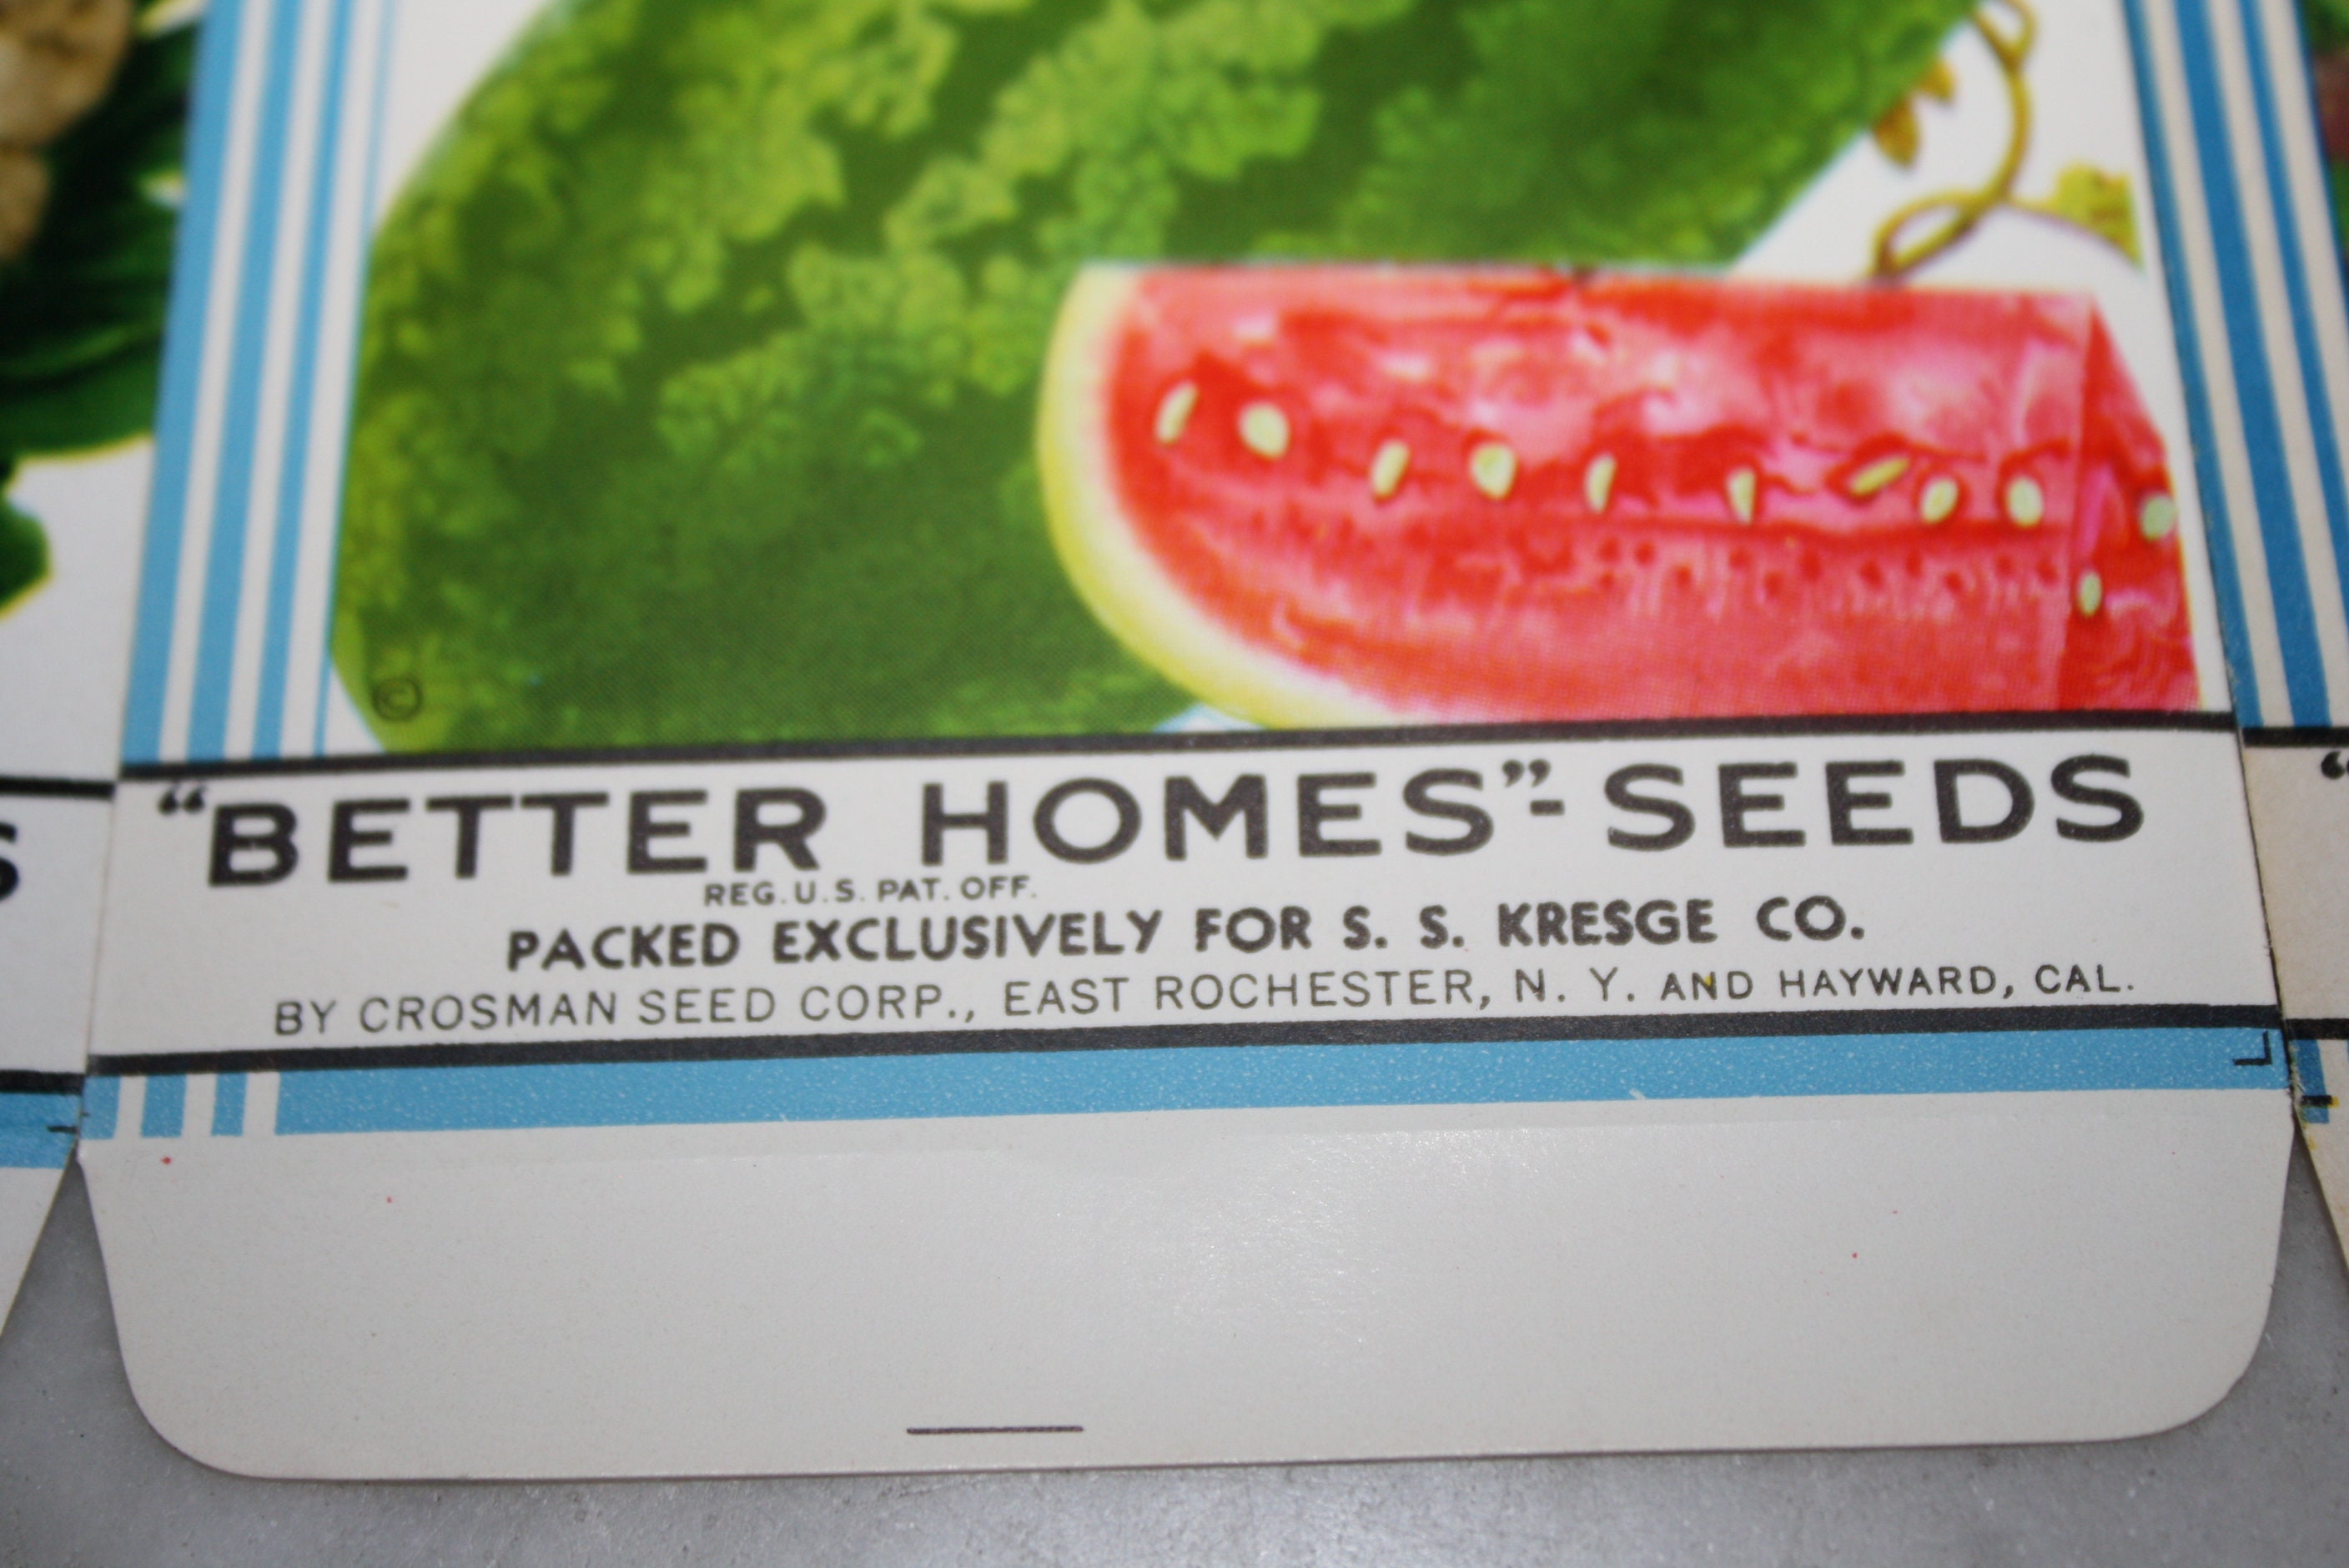 ©
“BETTER HOMES”-SEEDS
REG. U.S. PAT. OFF.
PACKED EXCLUSIVELY FOR S. S. KRESGE CO.
BY CROSMAN SEED CORP., EAST ROCHESTER, N. Y. AND HAYWARD, CAL.